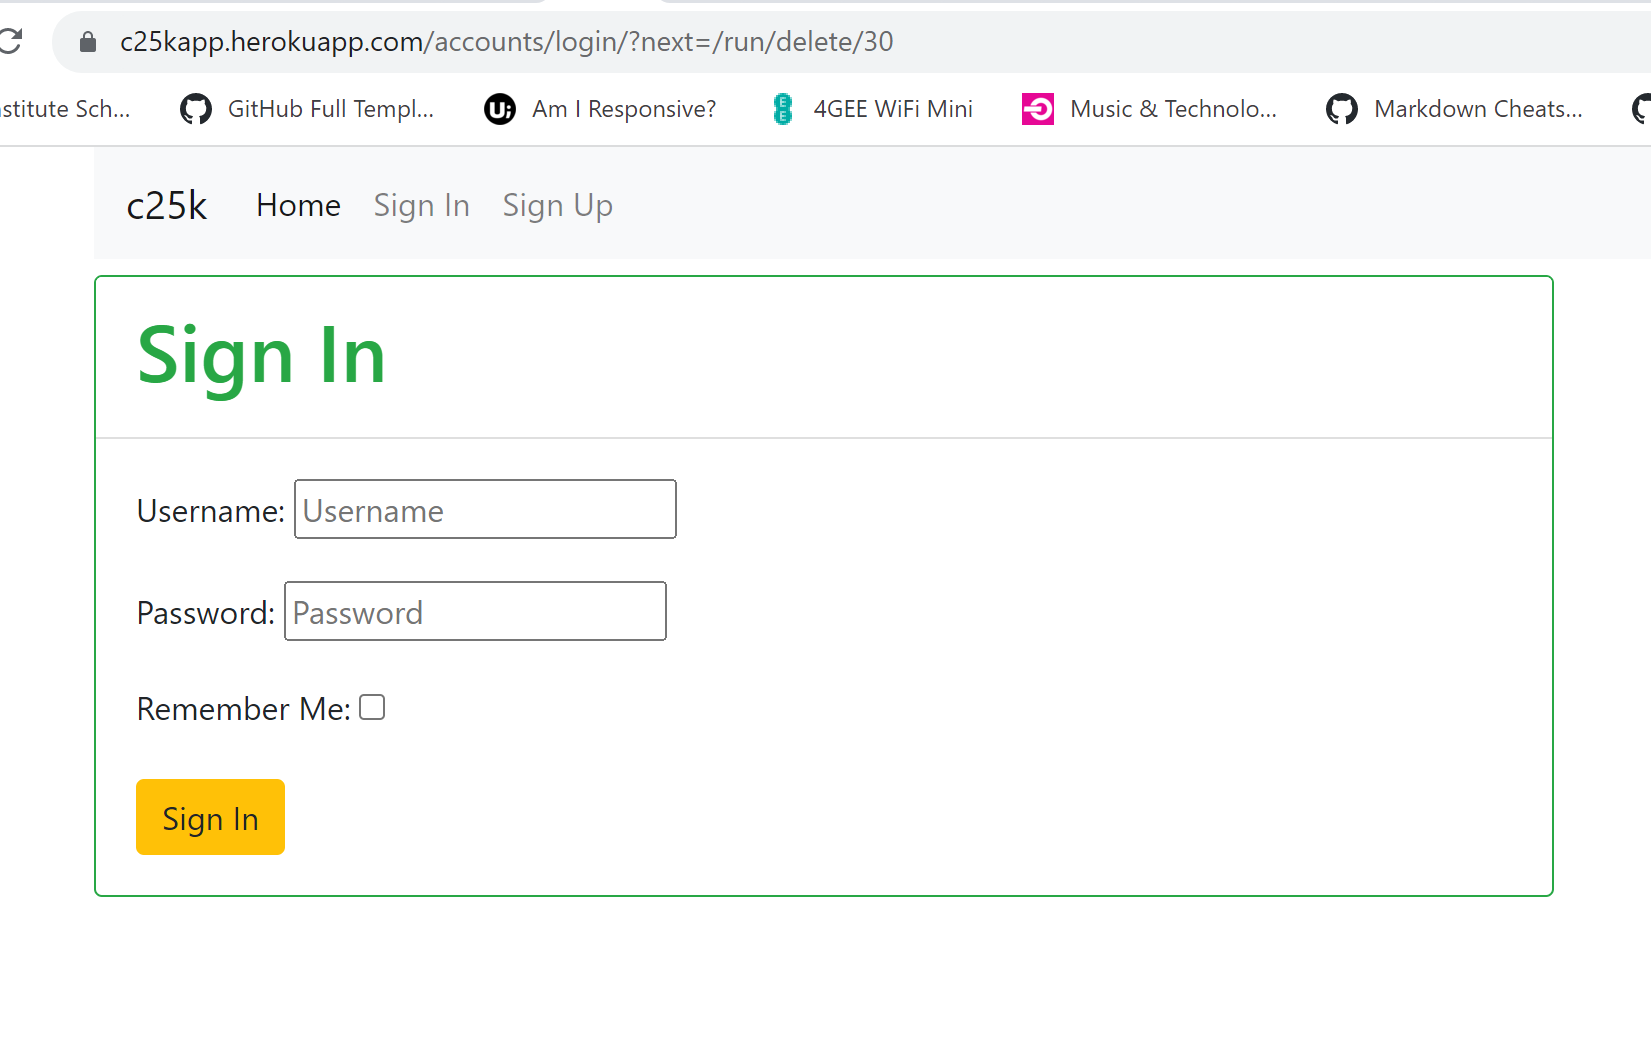 c25kapp.herokuapp.com/accounts/login/?next=/run/delete/30
stitute Sch... GitHub Full Templ... U; Am I Responsive? EE 4GEE WiFi Mini Music & Technolo... Markdown Cheats...
c25k Home Sign In Sign Up
Sign In
Username: Username
Password: Password
Remember Me:
Sign In